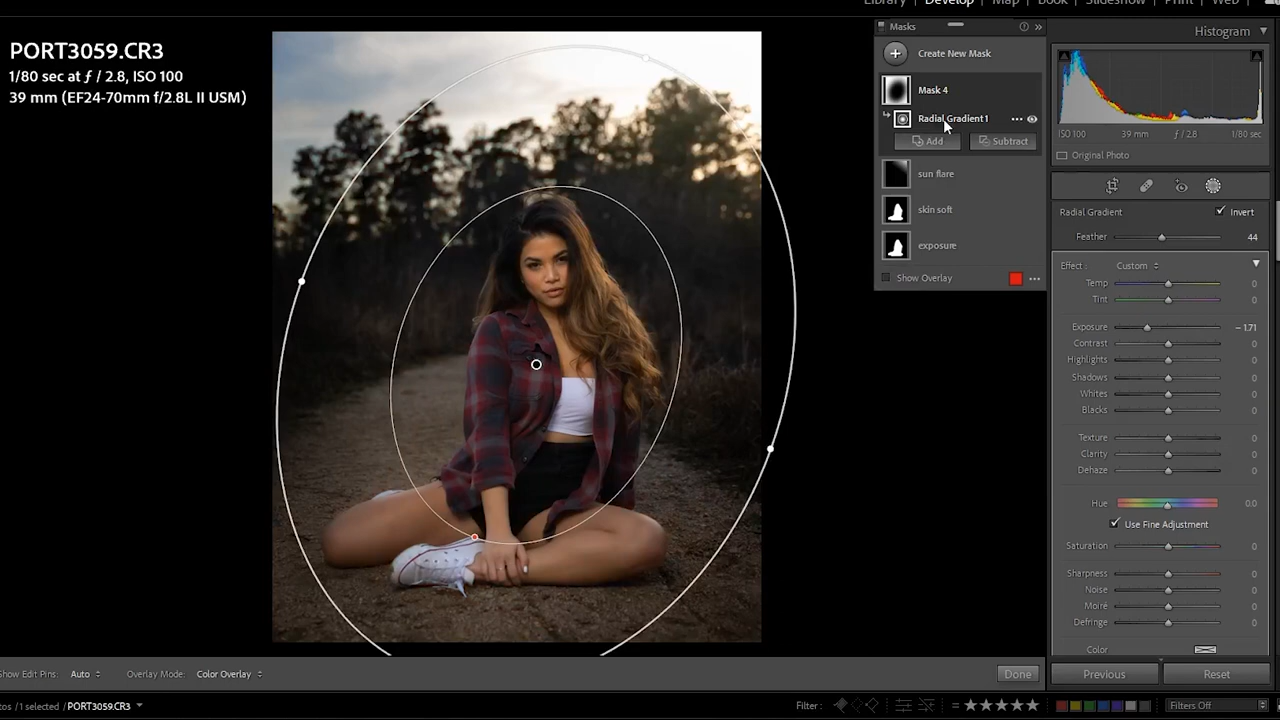 Library Develop Map Book Slideshow Print Web
PORT3059.CR3
1/80 sec at ƒ / 2.8, ISO 100
39 mm (EF24-70mm f/2.8L II USM)
Masks
Create New Mask
Mask 4
Radial Gradient 1
Add Subtract
sun flare
skin soft
exposure
Show Overlay
Histogram
ISO 100 39 mm ƒ / 2.8 1/80 sec
Original Photo
Radial Gradient Invert
Feather 44
Effect : Custom
Temp 0
Tint 0
Exposure – 1.71
Contrast 0
Highlights 0
Shadows 0
Whites 0
Blacks 0
Texture 0
Clarity 0
Dehaze 0
Hue 0.0
Use Fine Adjustment
Saturation 0
Sharpness 0
Noise 0
Moiré 0
Defringe 0
Color
Show Edit Pins: Auto Overlay Mode: Color Overlay Done
Previous Reset
tos / 1 selected / PORT3059.CR3 Filter : Filters Off